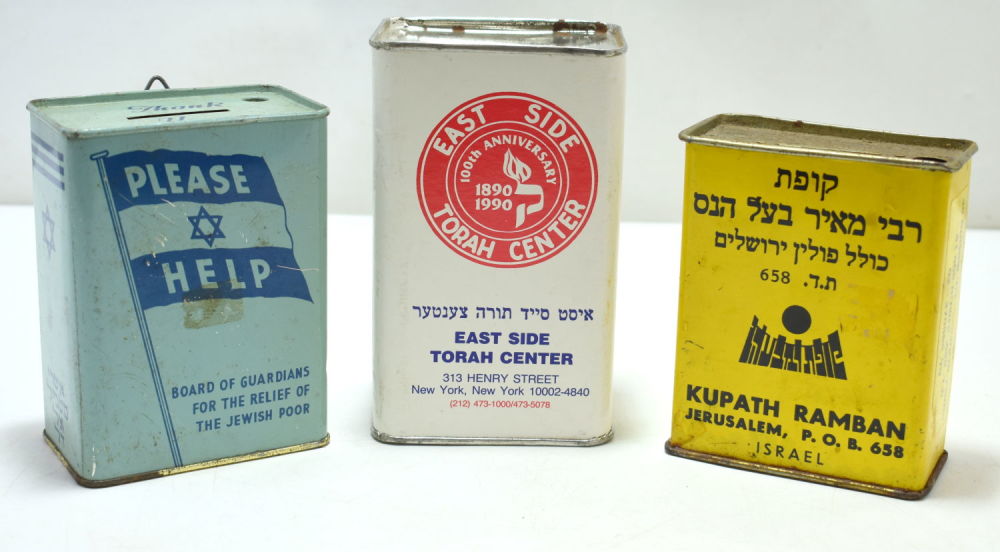 Thank
PLEASE
HELP
BOARD OF GUARDIANS
FOR THE RELIEF OF
THE JEWISH POOR
EAST SIDE
100th ANNIVERSARY
1890
1990
TORAH CENTER
איסט סייד תורה צענטער
EAST SIDE
TORAH CENTER
313 HENRY STREET
New York, New York 10002-4840
(212) 473-1000/473-5078
קופת
רבי מאיר בעל הנס
כולל פולין ירושלים
ת.ד. 658
KUPATH RAMBAN
JERUSALEM, P. O. B. 658
ISRAEL